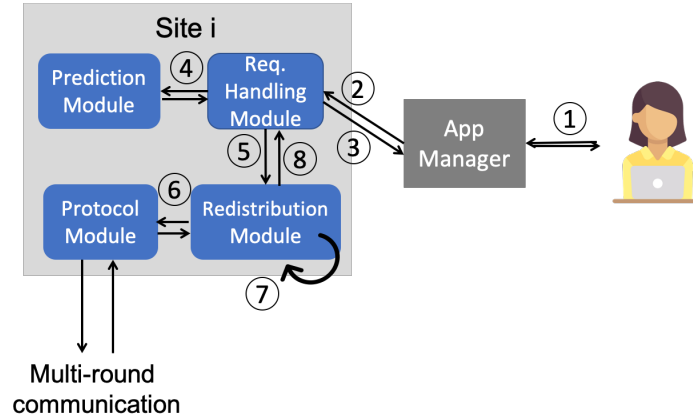 Site i
Prediction
Module
④
Req.
Handling
Module
②
③
App
Manager
①
⑤
⑧
Protocol
Module
⑥
Redistribution
Module
⑦
Multi-round
communication